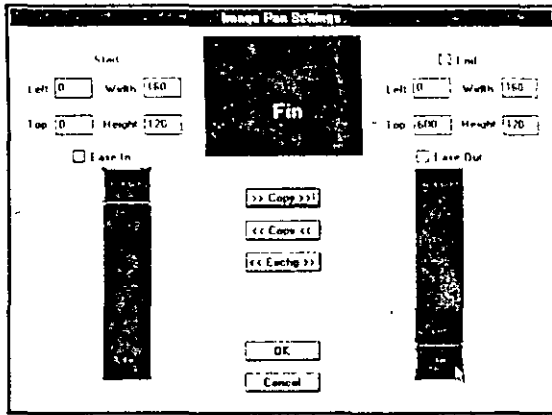 Image Pan Settings
Start
End
Left 0 Width 160
Left 0 Width 160
Fin
Top 0 Height 120
Top 600 Height 120
Ease In
Ease Out
>> Copy >>
<< Copy <<
<< Exchg >>
OK
Cancel